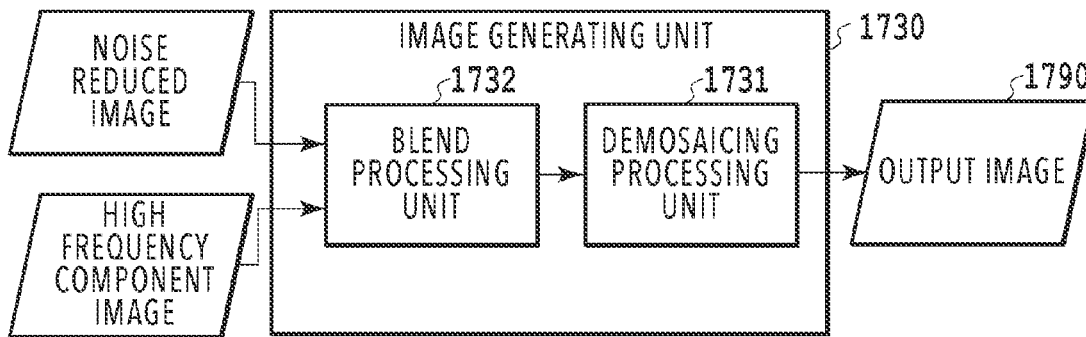 NOISE
REDUCED
IMAGE
HIGH
FREQUENCY
COMPONENT
IMAGE
IMAGE GENERATING UNIT
1730
1732
BLEND
PROCESSING
UNIT
1731
DEMOSAICING
PROCESSING
UNIT
1790
OUTPUT IMAGE